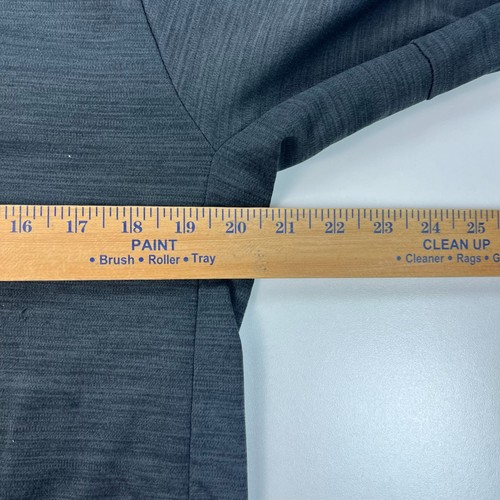 16 17 18 19 20 21 22 23 24 25
PAINT CLEAN UP
• Brush • Roller • Tray • Cleaner • Rags • G